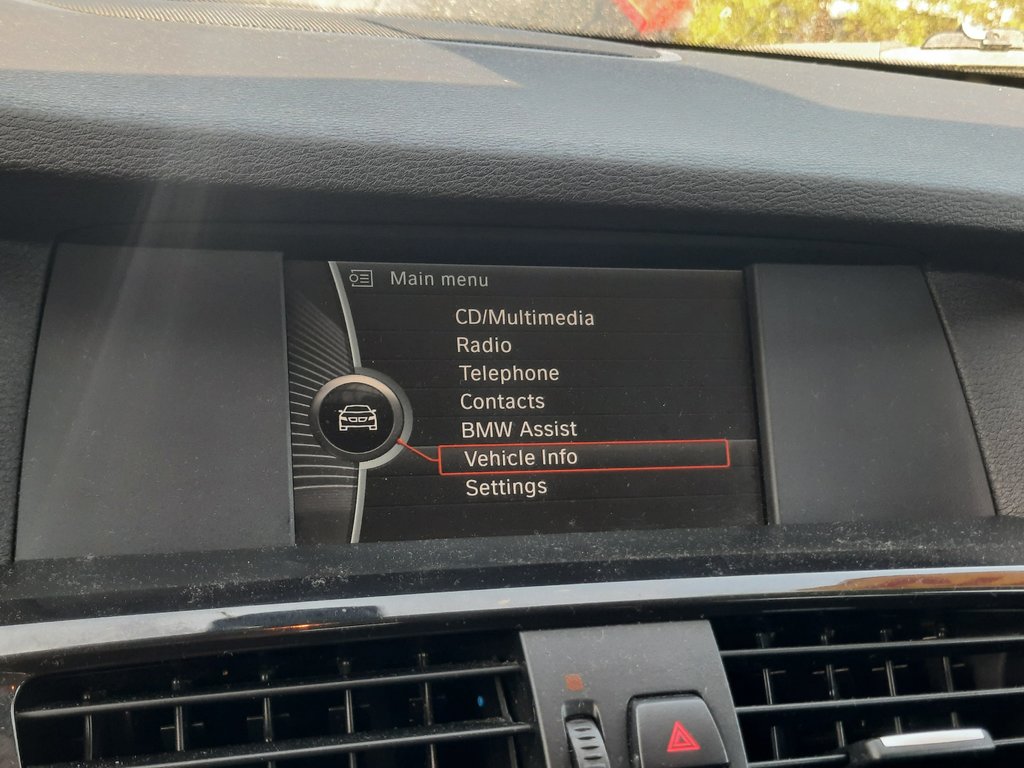 Main menu
CD/Multimedia
Radio
Telephone
Contacts
BMW Assist
Vehicle Info
Settings